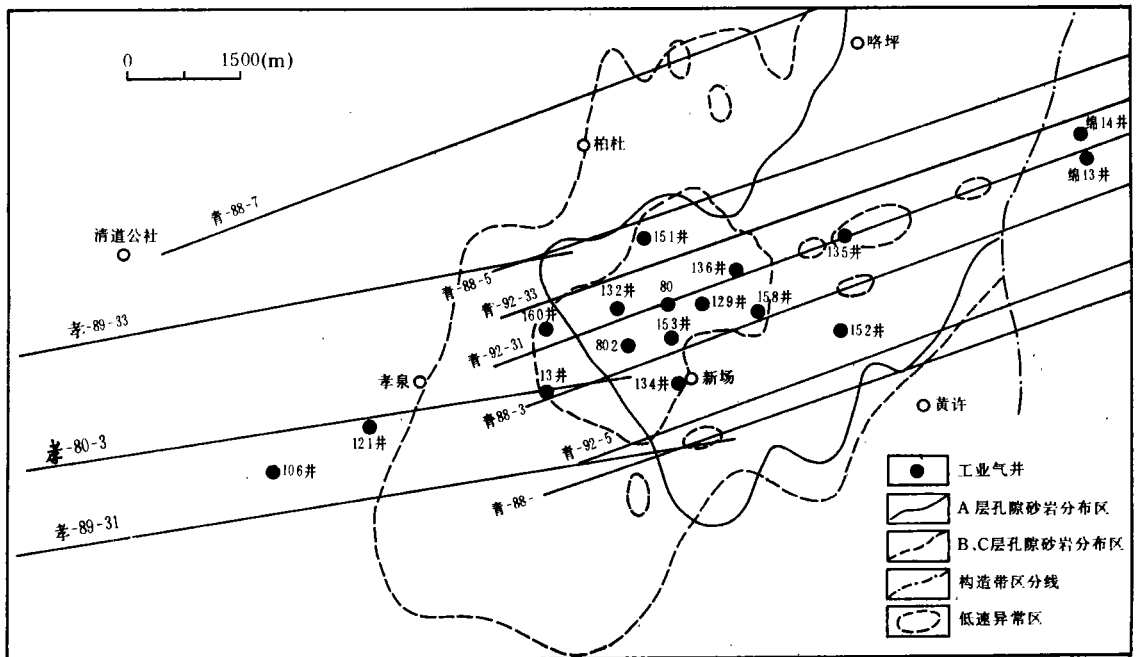 0 1500(m)
咯坪
绵14井
柏杜
绵13井
青-88-7
清道公社
151井
135井
136井
青-88-5
132井
80
129井
158井
青-92-33
160井
153井
152井
孝-89-33
802
青-92-31
孝泉
13井
134井
新场
青88-3
黄许
121井
孝-80-3
青-92-5
106井
工业气井
青-88-
A层孔隙砂岩分布区
孝-89-31
B、C层孔隙砂岩分布区
构造带区分线
低速异常区